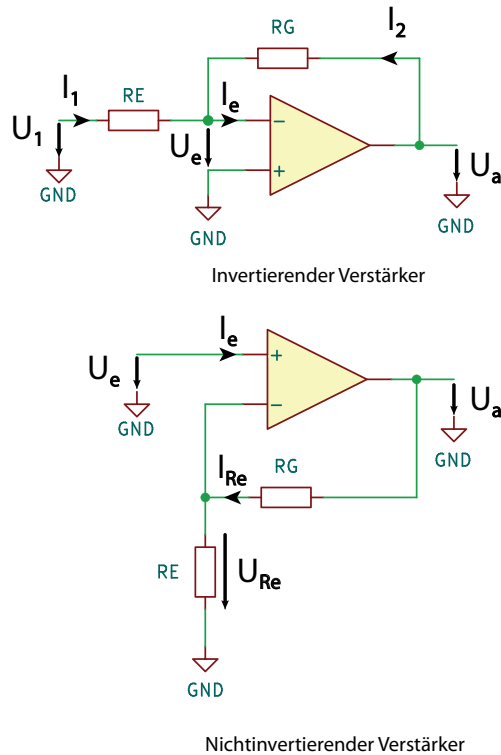 I2
RG
I1
RE
Ie
−
U1
Ue
+
Ua
GND
GND
GND
Invertierender Verstärker
Ie
+
Ue
Ua
−
GND
GND
IRe
RG
RE
URe
GND
Nichtinvertierender Verstärker